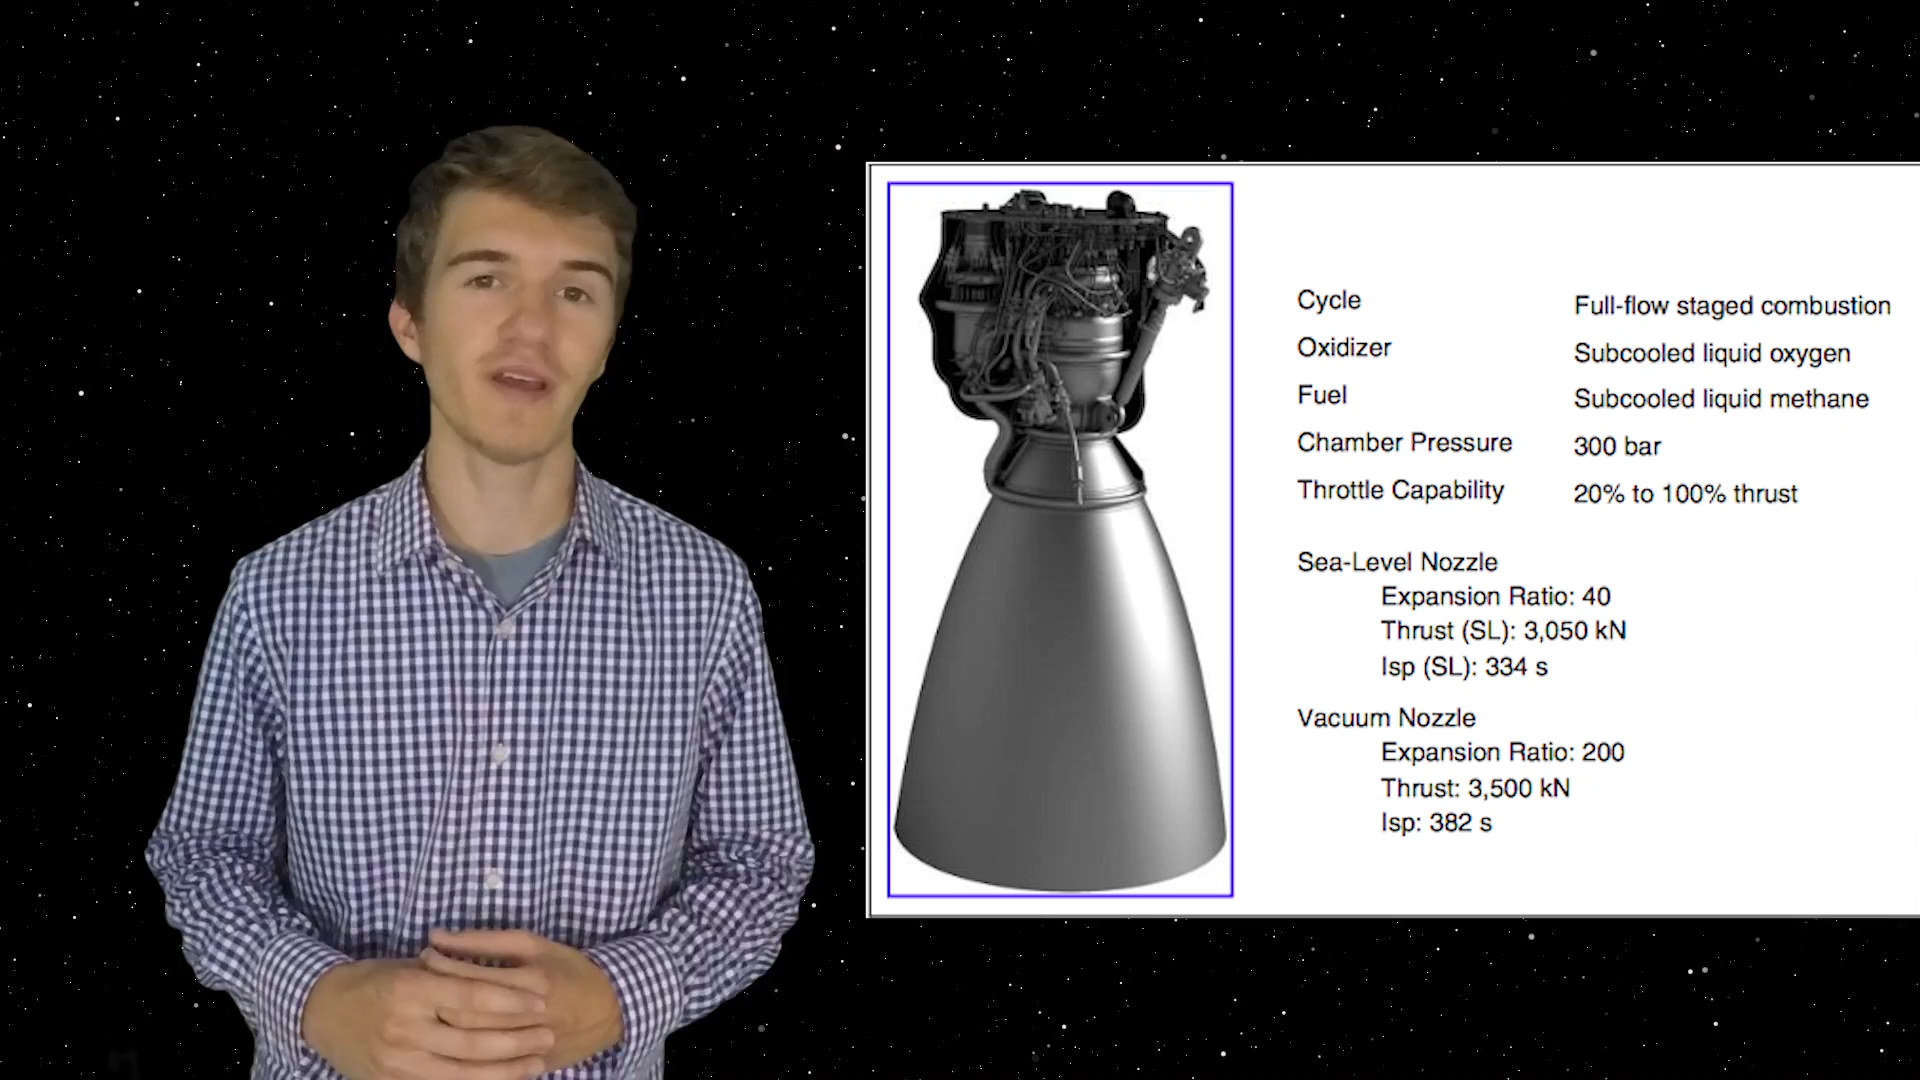 Cycle Full-flow staged combustion
Oxidizer Subcooled liquid oxygen
Fuel Subcooled liquid methane
Chamber Pressure 300 bar
Throttle Capability 20% to 100% thrust
Sea-Level Nozzle
Expansion Ratio: 40
Thrust (SL): 3,050 kN
Isp (SL): 334 s
Vacuum Nozzle
Expansion Ratio: 200
Thrust: 3,500 kN
Isp: 382 s